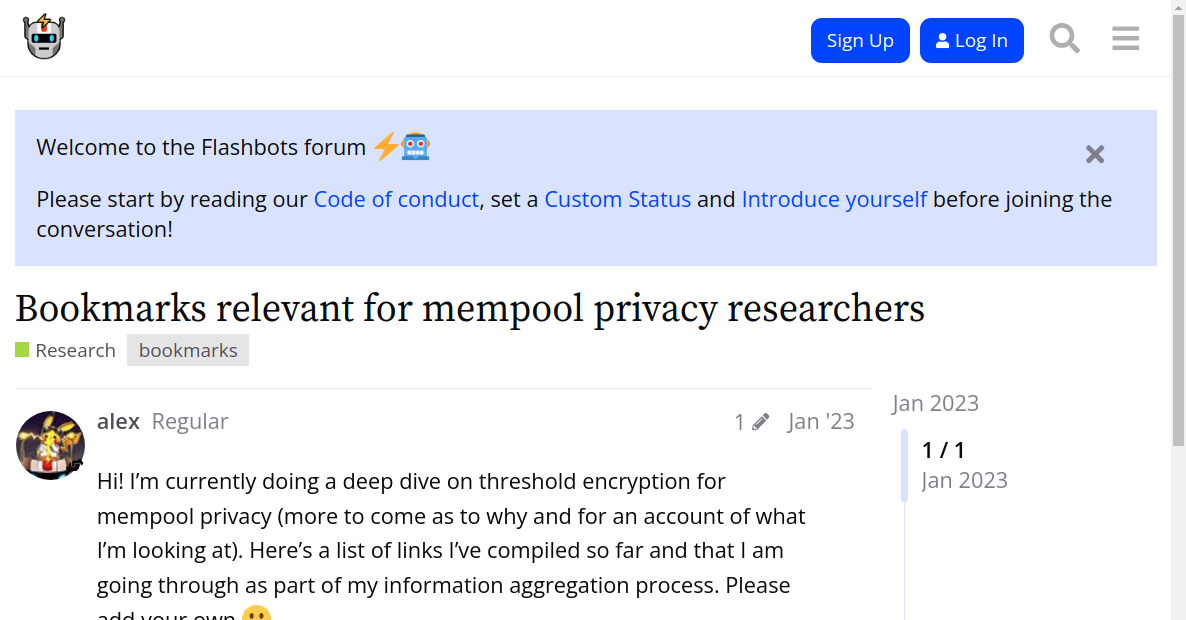 Sign Up
Log In
Welcome to the Flashbots forum
Please start by reading our Code of conduct, set a Custom Status and Introduce yourself before joining the
conversation!
Bookmarks relevant for mempool privacy researchers
Research bookmarks
alex Regular 1 Jan '23
Jan 2023
1 / 1
Jan 2023
Hi! I’m currently doing a deep dive on threshold encryption for
mempool privacy (more to come as to why and for an account of what
I’m looking at). Here’s a list of links I’ve compiled so far and that I am
going through as part of my information aggregation process. Please
add your own